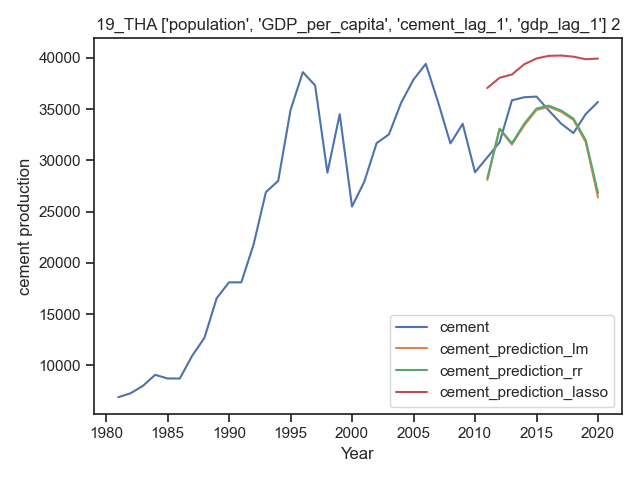 19_THA ['population', 'GDP_per_capita', 'cement_lag_1', 'gdp_lag_1'] 2
40000
35000
30000
25000
20000
15000
10000
cement production
cement
cement_prediction_lm
cement_prediction_rr
cement_prediction_lasso
1980 1985 1990 1995 2000 2005 2010 2015 2020
Year